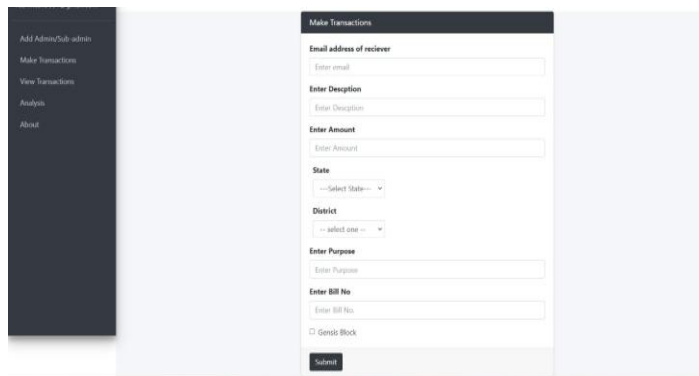 Add Admin/Sub-admin
Make Transactions
View Transactions
Analysis
About
Make Transactions
Email address of reciever
Enter email
Enter Descption
Enter Descption
Enter Amount
Enter Amount
State
---Select State---
District
-- select one --
Enter Purpose
Enter Purpose
Enter Bill No
Enter Bill No.
Gensis Block
Submit